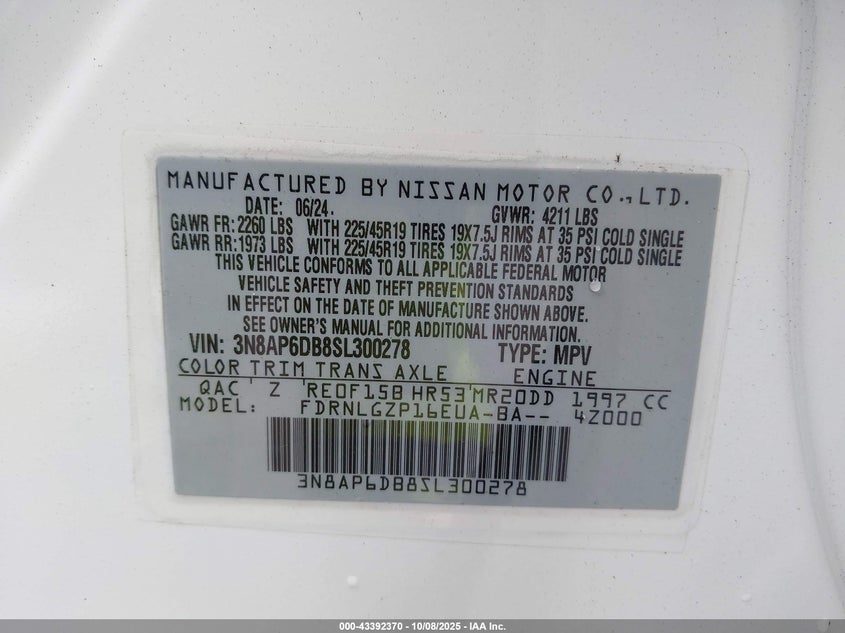 MANUFACTURED BY NISSAN MOTOR CO., LTD.
DATE: 06/24. GVWR: 4211 LBS
GAWR FR: 2260 LBS WITH 225/45R19 TIRES 19X7.5J RIMS AT 35 PSI COLD SINGLE
GAWR RR: 1973 LBS WITH 225/45R19 TIRES 19X7.5J RIMS AT 35 PSI COLD SINGLE
THIS VEHICLE CONFORMS TO ALL APPLICABLE FEDERAL MOTOR
VEHICLE SAFETY AND THEFT PREVENTION STANDARDS
IN EFFECT ON THE DATE OF MANUFACTURE SHOWN ABOVE.
SEE OWNER'S MANUAL FOR ADDITIONAL INFORMATION
VIN: 3N8AP6DB8SL300278 TYPE: MPV
COLOR TRIM TRANS AXLE ENGINE
QAC Z RE0F15B HR53 MR20DD 1997 CC
MODEL: FDRNLGZP16EUA-BA-- 4Z000
3N8AP6DB8SL300278
000-43392370 - 10/08/2025 - IAA Inc.